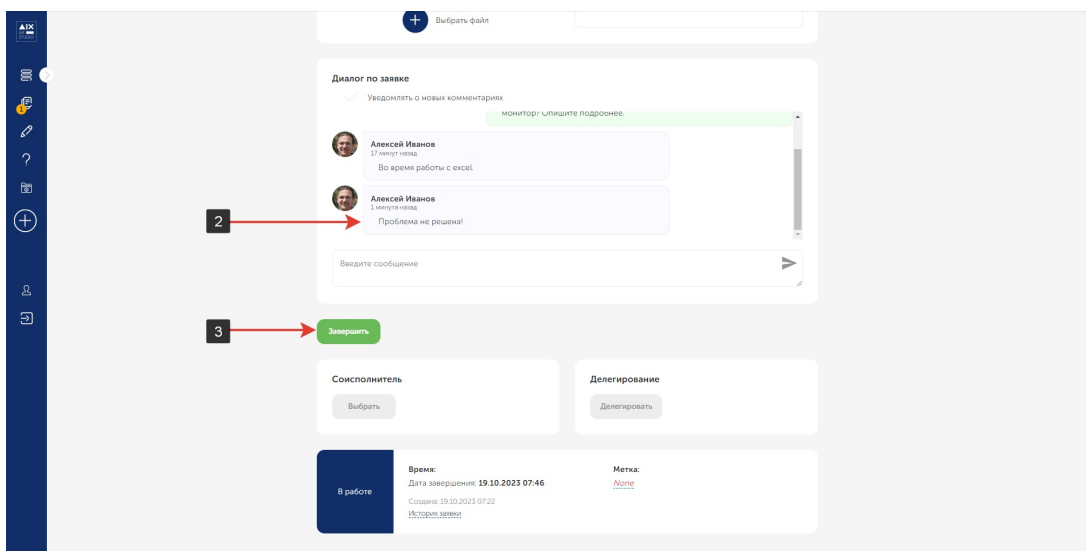 AIX
Выбрать файл
Диалог по заявке
Уведомлять о новых комментариях
монитор? Опишите подробнее.
Алексей Иванов
17 минут назад
Во время работы с excel.
Алексей Иванов
1 минута назад
2
Проблема не решена!
Введите сообщение
3
Завершить
Соисполнитель
Делегирование
Выбрать
Делегировать
В работе
Время:
Метка:
Дата завершения: 19.10.2023 07:46
None
Создана: 19.10.2023 07:22
История заявки
1